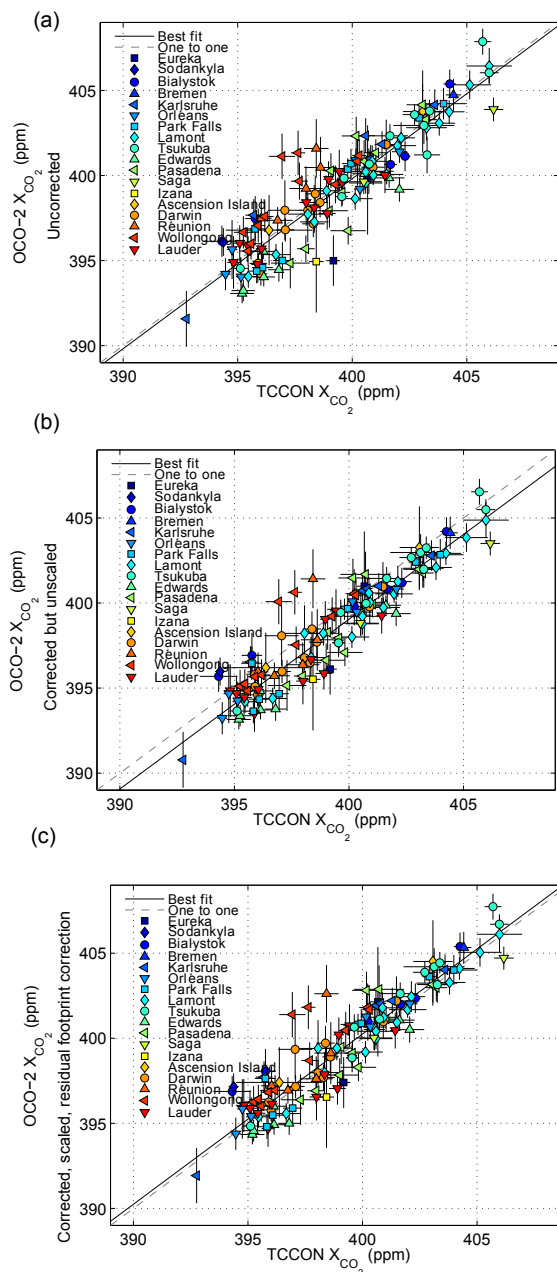 (a)
Best fit
One to one
Eureka
Sodankyla
Bialystok
Bremen
Karlsruhe
Orléans
Park Falls
Lamont
Tsukuba
Edwards
Pasadena
Saga
Izana
Ascension Island
Darwin
Réunion
Wollongong
Lauder
405
400
395
390
OCO−2 X_CO2 (ppm)
Uncorrected
390 395 400 405
TCCON X_CO2 (ppm)
(b)
Best fit
One to one
Eureka
Sodankyla
Bialystok
Bremen
Karlsruhe
Orléans
Park Falls
Lamont
Tsukuba
Edwards
Pasadena
Saga
Izana
Ascension Island
Darwin
Réunion
Wollongong
Lauder
405
400
395
390
OCO−2 X_CO2 (ppm)
Corrected but unscaled
390 395 400 405
TCCON X_CO2 (ppm)
(c)
Best fit
One to one
Eureka
Sodankyla
Bialystok
Bremen
Karlsruhe
Orléans
Park Falls
Lamont
Tsukuba
Edwards
Pasadena
Saga
Izana
Ascension Island
Darwin
Réunion
Wollongong
Lauder
405
400
395
390
OCO−2 X_CO2 (ppm)
Corrected, scaled, residual footprint correction
390 395 400 405
TCCON X_CO2 (ppm)